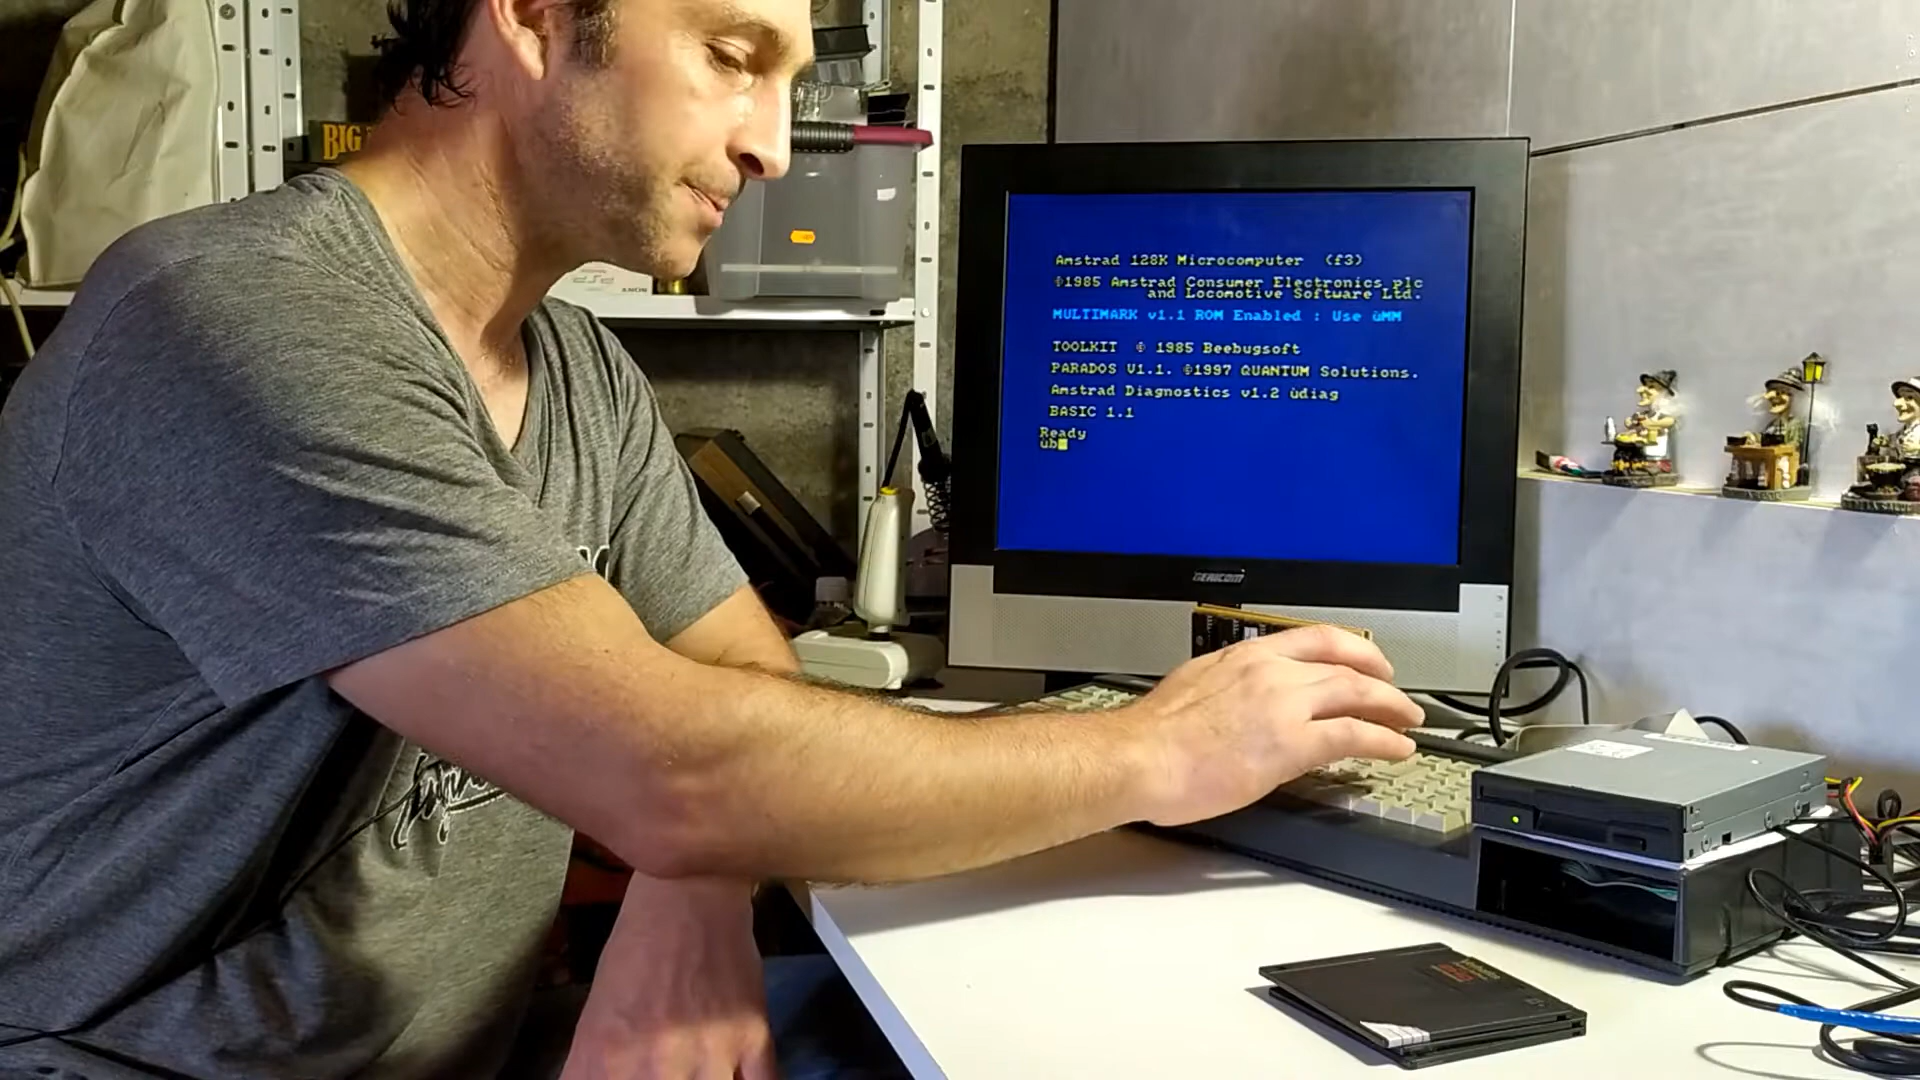 BIG
Amstrad 128K Microcomputer (f3)
©1985 Amstrad Consumer Electronics plc
and Locomotive Software Ltd.
MULTIMARK v1.1 ROM Enabled : Use ùMM
TOOLKIT © 1985 Beebugsoft
PARADOS V1.1. ©1997 QUANTUM Solutions.
Amstrad Diagnostics v1.2 ùdiag
BASIC 1.1
Ready
ùb
GERICOM